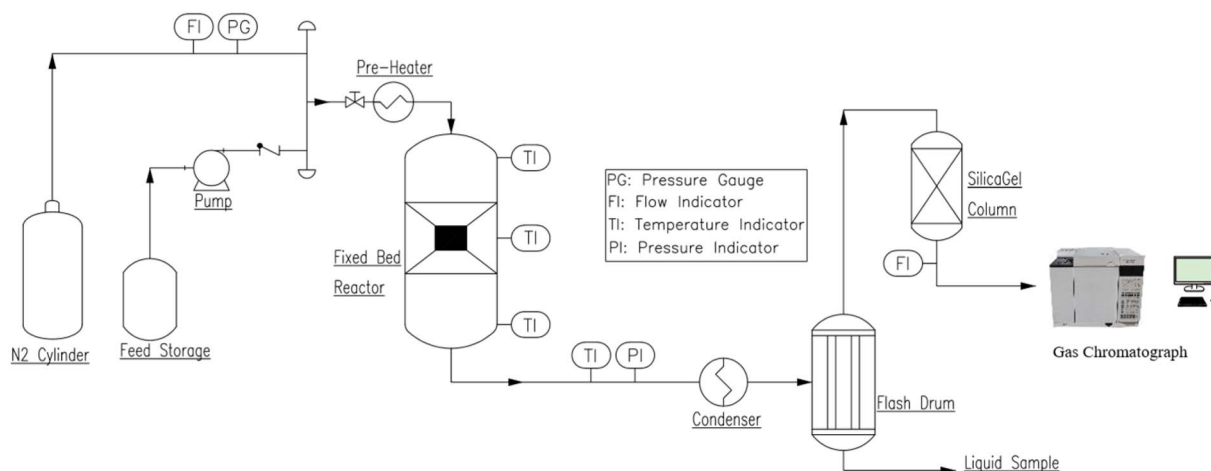 FI
PG
Pre-Heater
TI
Pump
PG: Pressure Gauge
FI: Flow Indicator
TI: Temperature Indicator
PI: Pressure Indicator
SilicaGel
Column
TI
Fixed Bed
Reactor
FI
TI
N2 Cylinder
Feed Storage
TI
PI
Gas Chromatograph
Condenser
Flash Drum
Liquid Sample